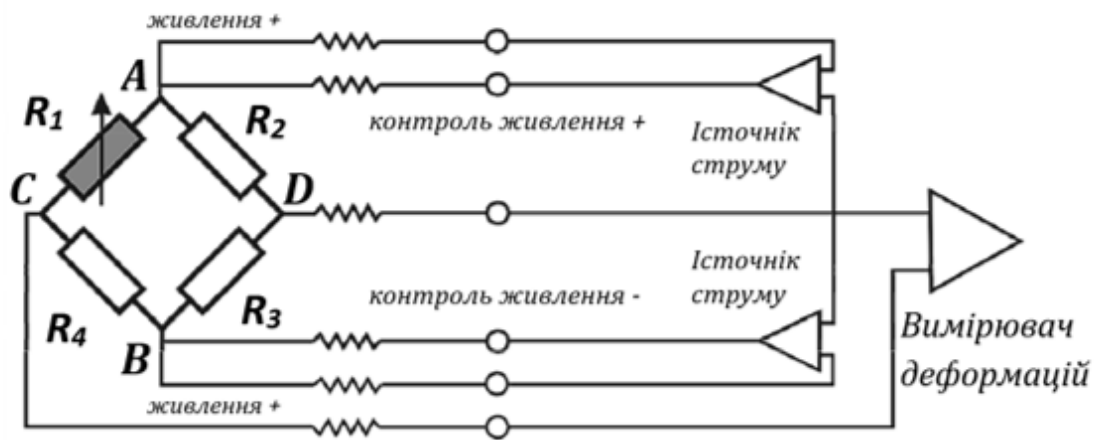 живлення +
A
R1
R2
контроль живлення +
Істочнік
струму
C
D
Істочнік
струму
контроль живлення -
R4
R3
B
Вимірювач
деформацій
живлення +